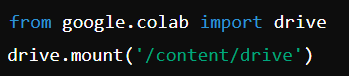 from google.colab import drive
drive.mount('/content/drive')